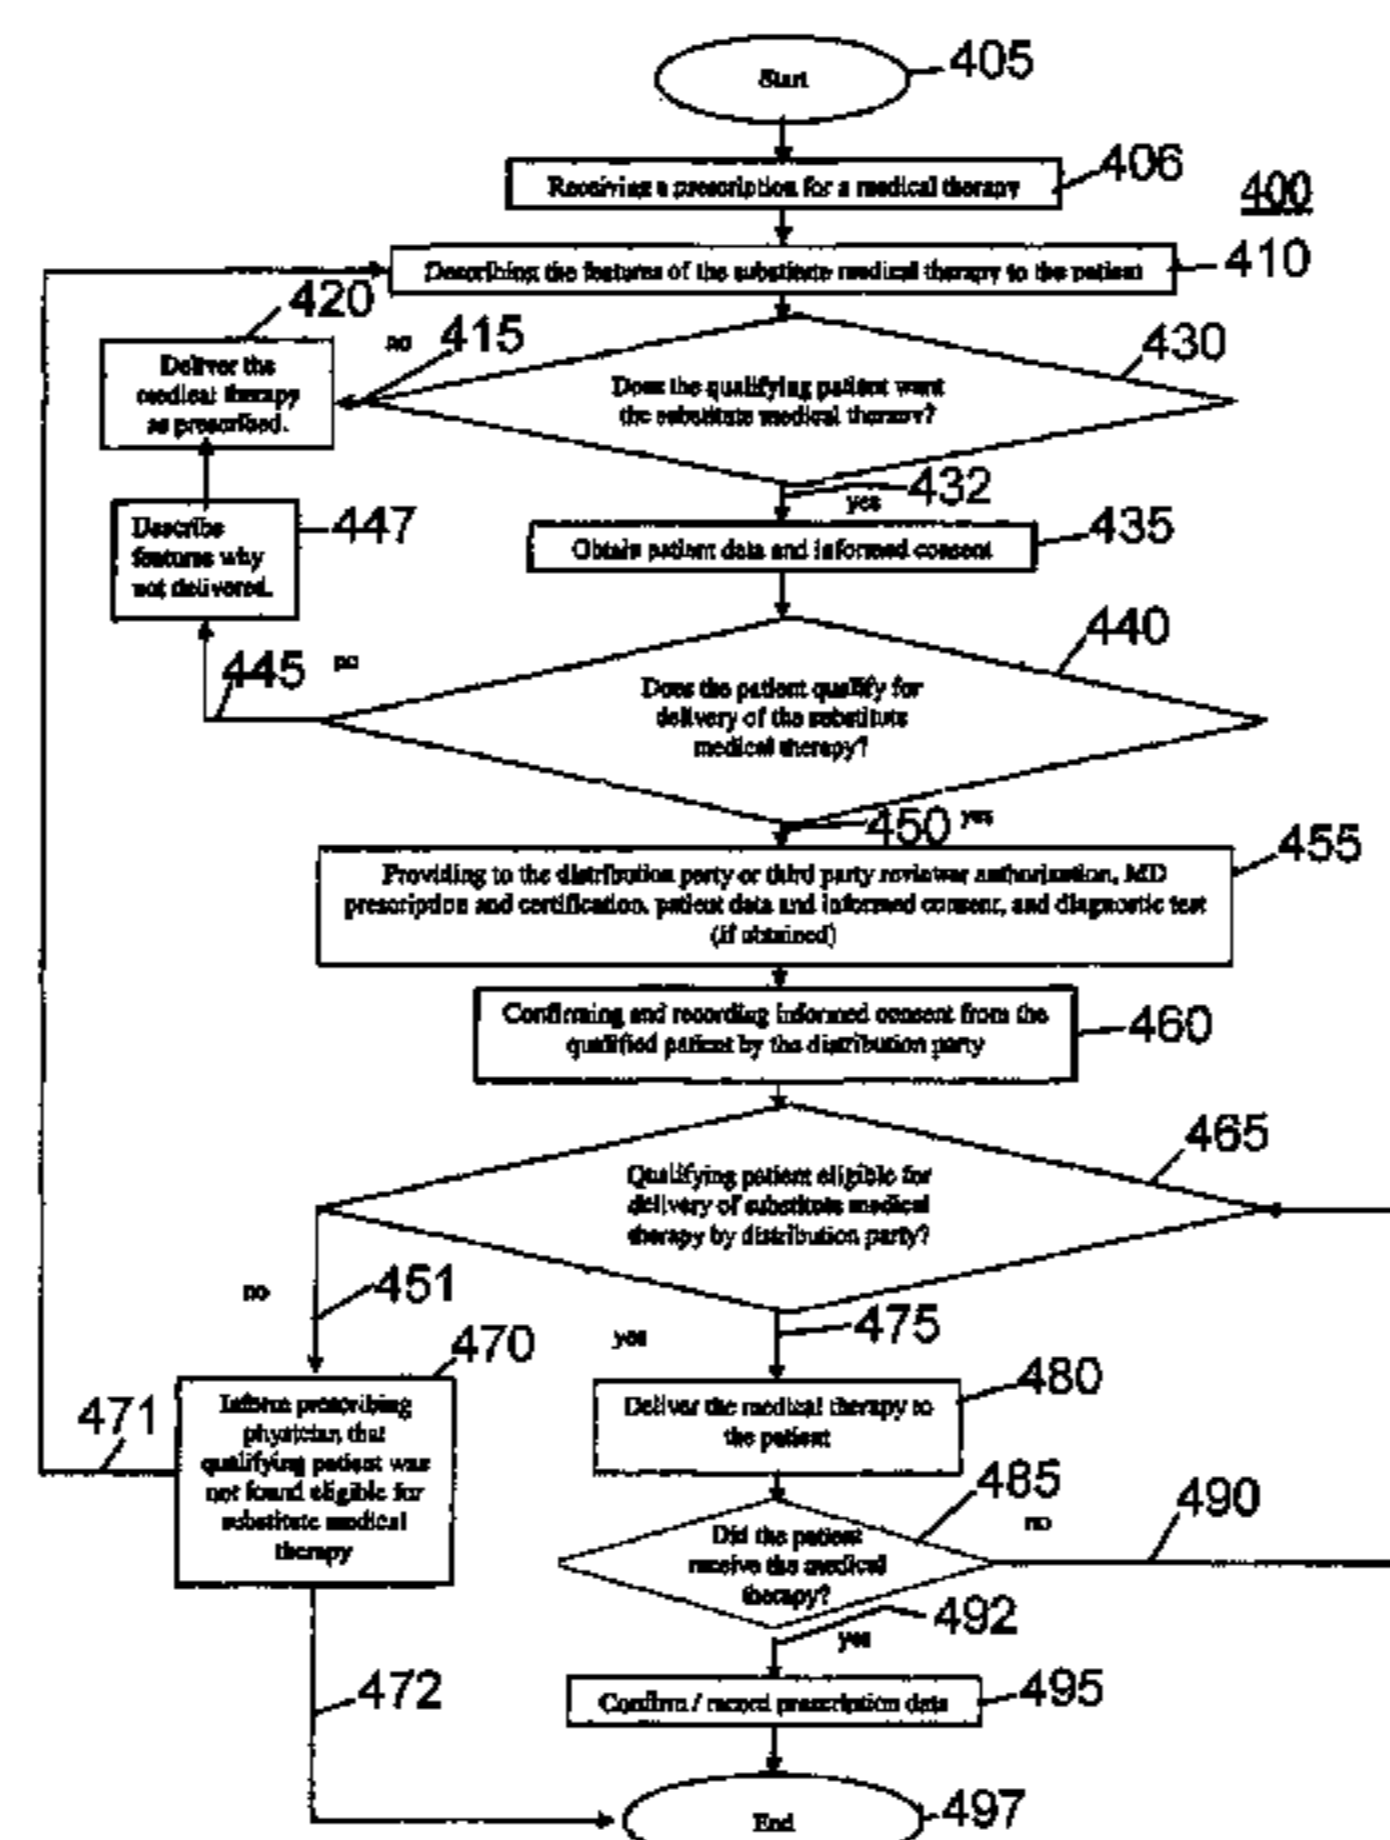 Start
405
Receiving a prescription for a medical therapy
406
400
Describing the features of the substitute medical therapy to the patient
410
420
no
415
430
Deliver the
medical therapy
as prescribed.
Does the qualifying patient want
the substitute medical therapy?
432
yes
447
Describe
features why
not delivered.
435
Obtain patient data and informed consent
440
445
no
Does the patient qualify for
delivery of the substitute
medical therapy?
450
yes
455
Providing to the distribution party or third party reviewer authorization, MD
prescription and certification, patient data and informed consent, and diagnostic test
(if obtained)
Confirming and recording informed consent from the
qualified patient by the distribution party
460
465
Qualifying patient eligible for
delivery of substitute medical
therapy by distribution party?
no
451
yes
475
470
480
471
Inform prescribing
physician that
qualifying patient was
not found eligible for
substitute medical
therapy
Deliver the medical therapy to
the patient
485
no
490
Did the patient
receive the medical
therapy?
492
yes
472
Confirm / record prescription data
495
End
497